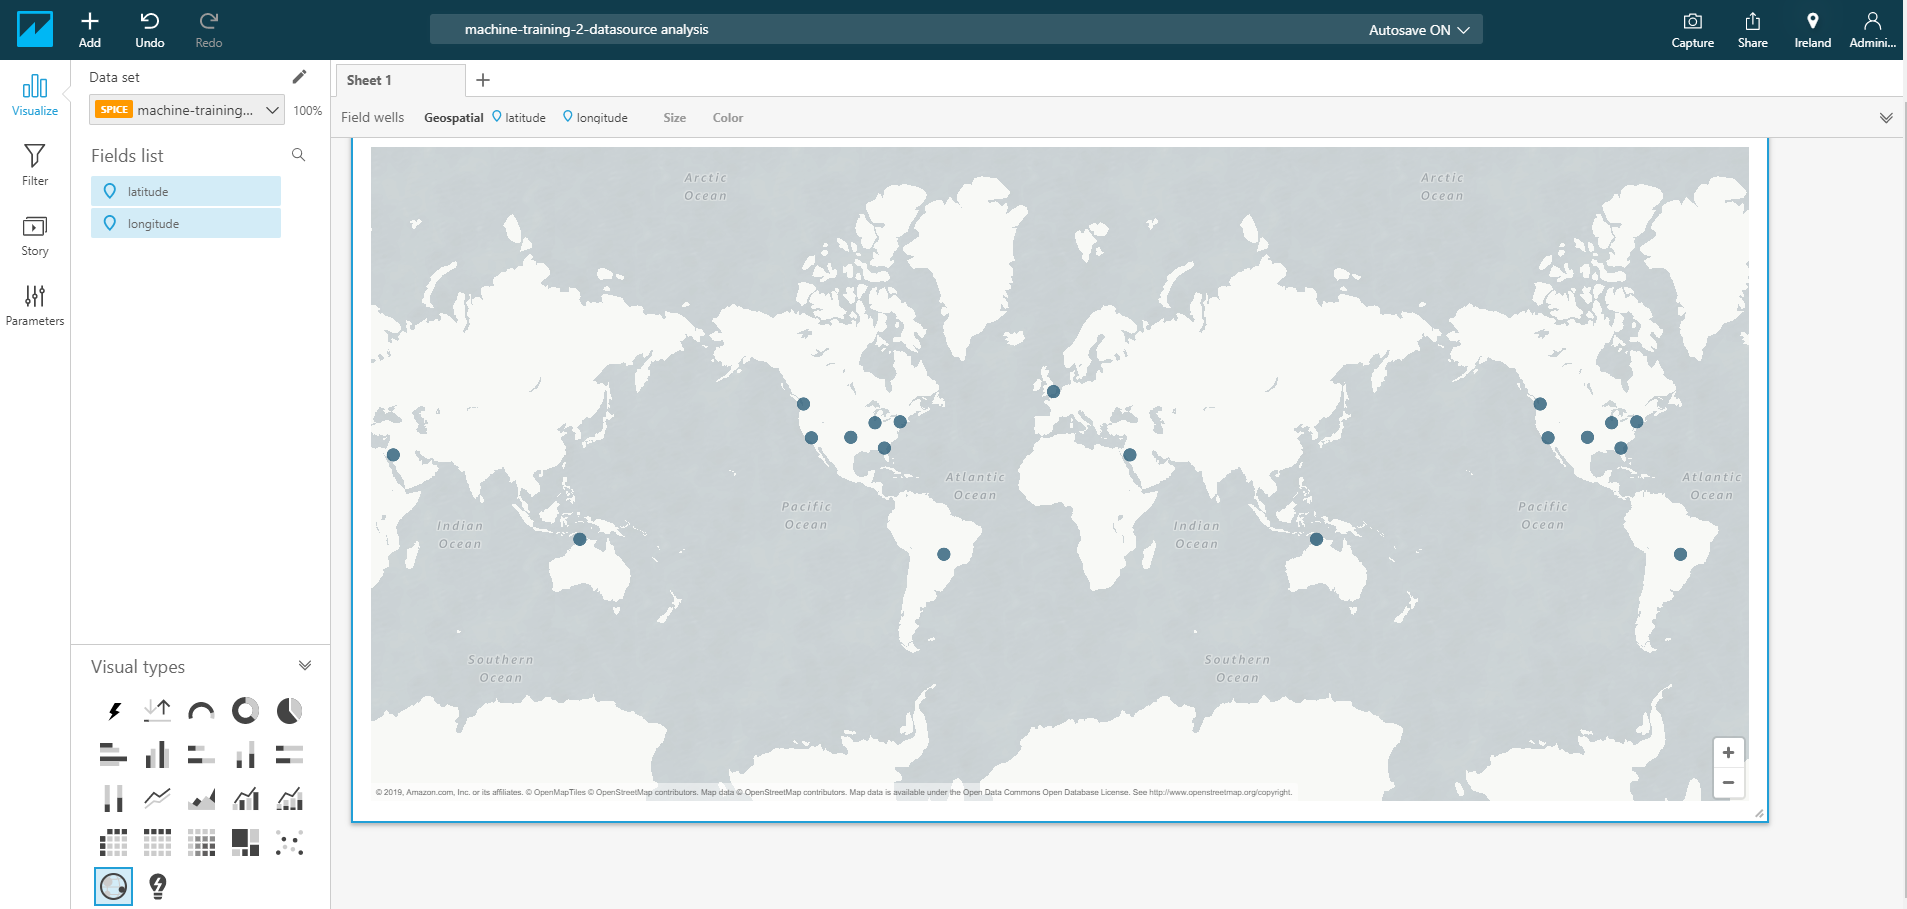 Add
Undo
Redo
machine-training-2-datasource analysis
Autosave ON
Capture
Share
Ireland
Admini...
Visualize
Filter
Story
Parameters
Data set
SPICE machine-training... 100%
Fields list
latitude
longitude
Sheet 1
Field wells Geospatial latitude longitude Size Color
Arctic
Ocean
Arctic
Ocean
Atlantic
Ocean
Atlantic
Ocean
Pacific
Ocean
Pacific
Ocean
Indian
Ocean
Indian
Ocean
Southern
Ocean
Southern
Ocean
© 2019, Amazon.com, Inc. or its affiliates. © OpenMapTiles © OpenStreetMap contributors. Map data © OpenStreetMap contributors. Map data is available under the Open Data Commons Open Database License. See http://www.openstreetmap.org/copyright.
Visual types